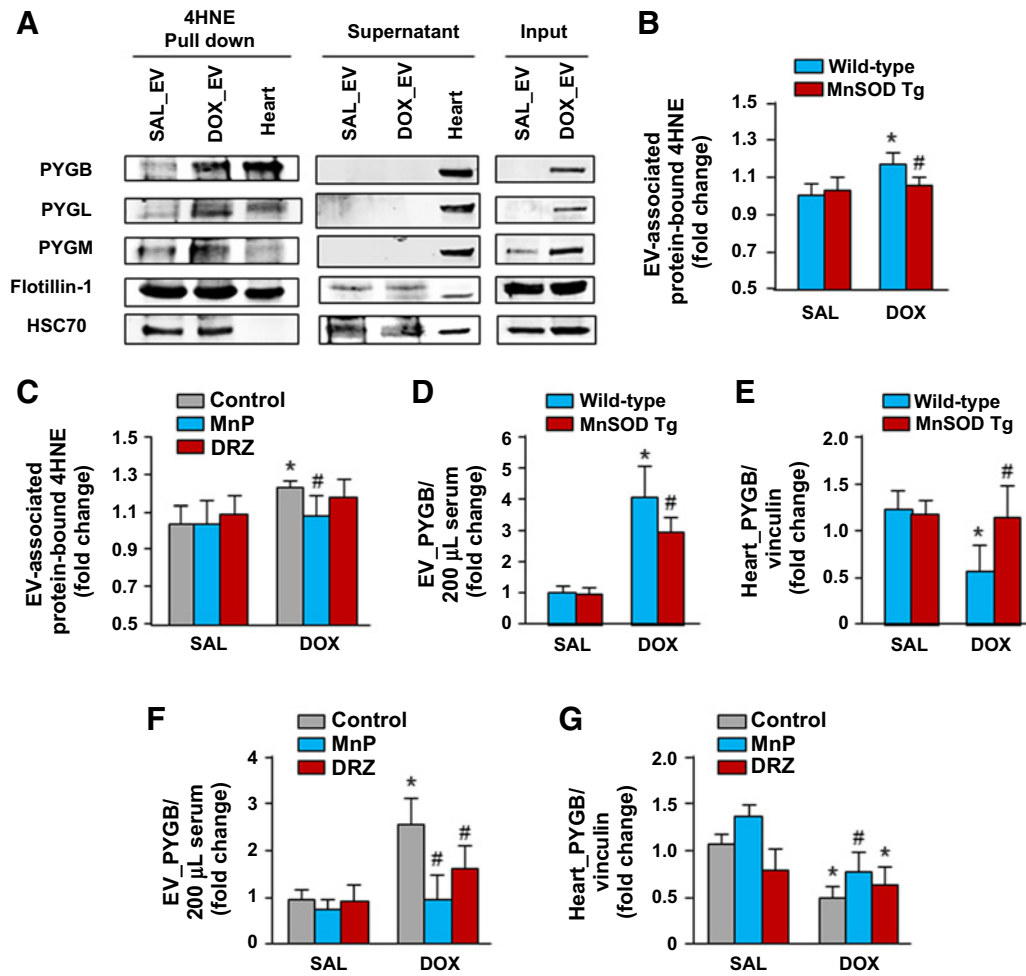 A
4HNE
Pull down
Supernatant
Input
SAL_EV
DOX_EV
Heart
SAL_EV
DOX_EV
Heart
SAL_EV
DOX_EV
PYGB
PYGL
PYGM
Flotillin-1
HSC70
B
Wild-type
MnSOD Tg
EV-associated
protein-bound 4HNE
(fold change)
1.5
1.3
1.1
0.9
0.7
0.5
*
#
SAL
DOX
C
Control
MnP
DRZ
EV-associated
protein-bound 4HNE
(fold change)
1.5
1.3
1.1
0.9
0.7
0.5
*
#
SAL
DOX
D
Wild-type
MnSOD Tg
EV_PYGB/
200 µL serum
(fold change)
6
5
4
3
2
1
0
*
#
SAL
DOX
E
Wild-type
MnSOD Tg
Heart_PYGB/
vinculin
(fold change)
2.0
1.5
1.0
0.5
0
*
#
SAL
DOX
F
Control
MnP
DRZ
EV_PYGB/
200 µL serum
(fold change)
4
3
2
1
0
*
#
#
SAL
DOX
G
Control
MnP
DRZ
Heart_PYGB/
vinculin
(fold change)
2.0
1.5
1.0
0.5
0
*
#
*
SAL
DOX